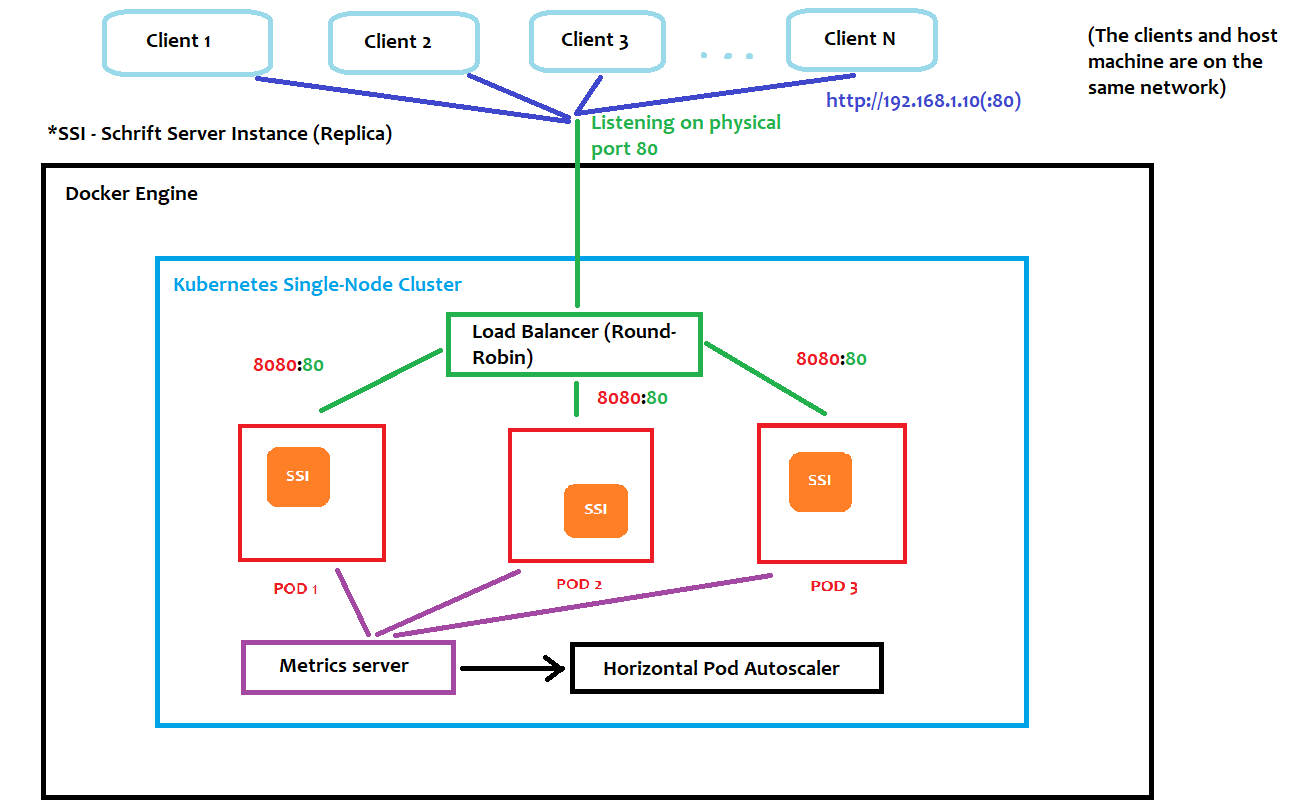 Client 1
Client 2
Client 3
. . .
Client N
(The clients and host
machine are on the
same network)
http://192.168.1.10(:80)
*SSI - Schrift Server Instance (Replica)
Listening on physical
port 80
Docker Engine
Kubernetes Single-Node Cluster
Load Balancer (Round-
Robin)
8080:80
8080:80
8080:80
SSI
SSI
SSI
POD 1
POD 2
POD 3
Metrics server
Horizontal Pod Autoscaler